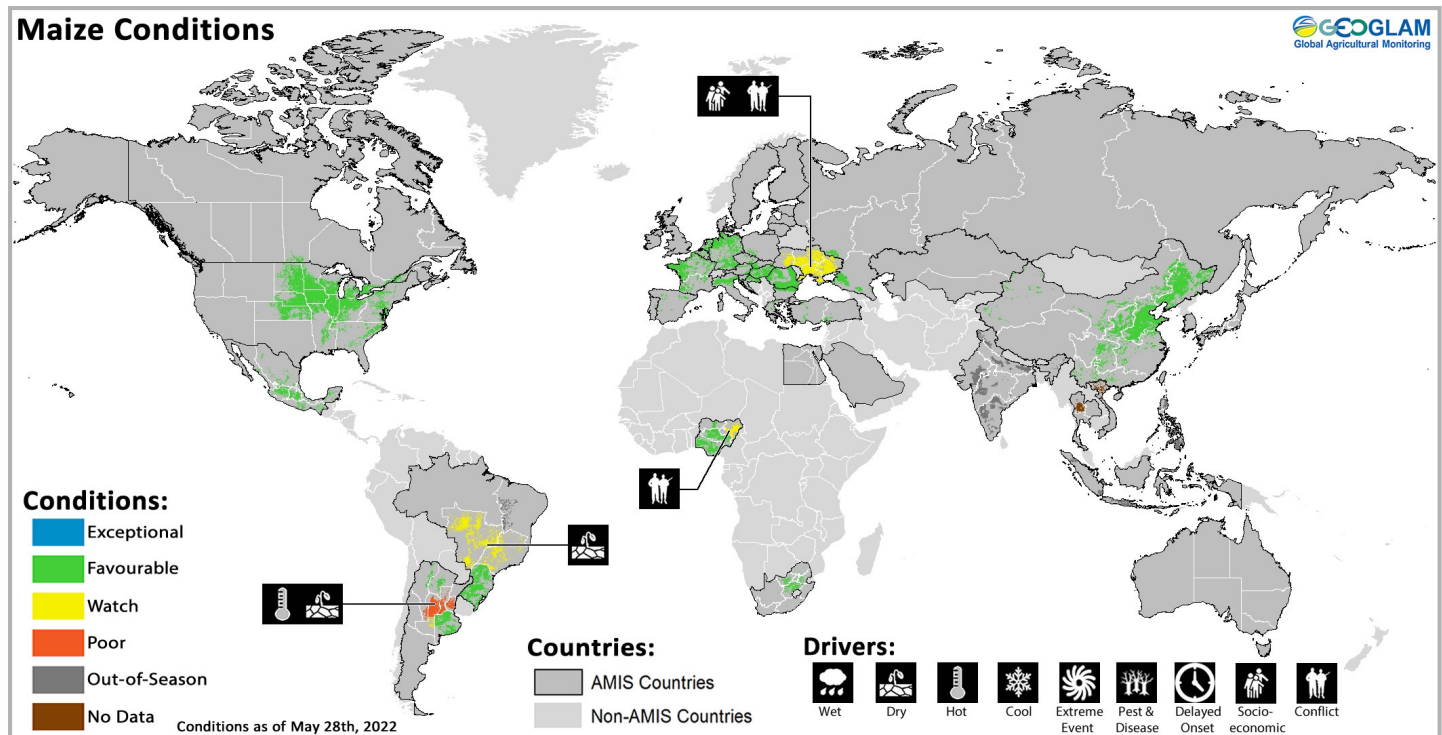 Maize Conditions
GEOGLAM
Global Agricultural Monitoring
Conditions:
Exceptional
Favourable
Watch
Poor
Out-of-Season
No Data
Conditions as of May 28th, 2022
Countries:
AMIS Countries
Non-AMIS Countries
Drivers:
Wet
Dry
Hot
Cool
Extreme
Event
Pest &
Disease
Delayed
Onset
Socio-
economic
Conflict